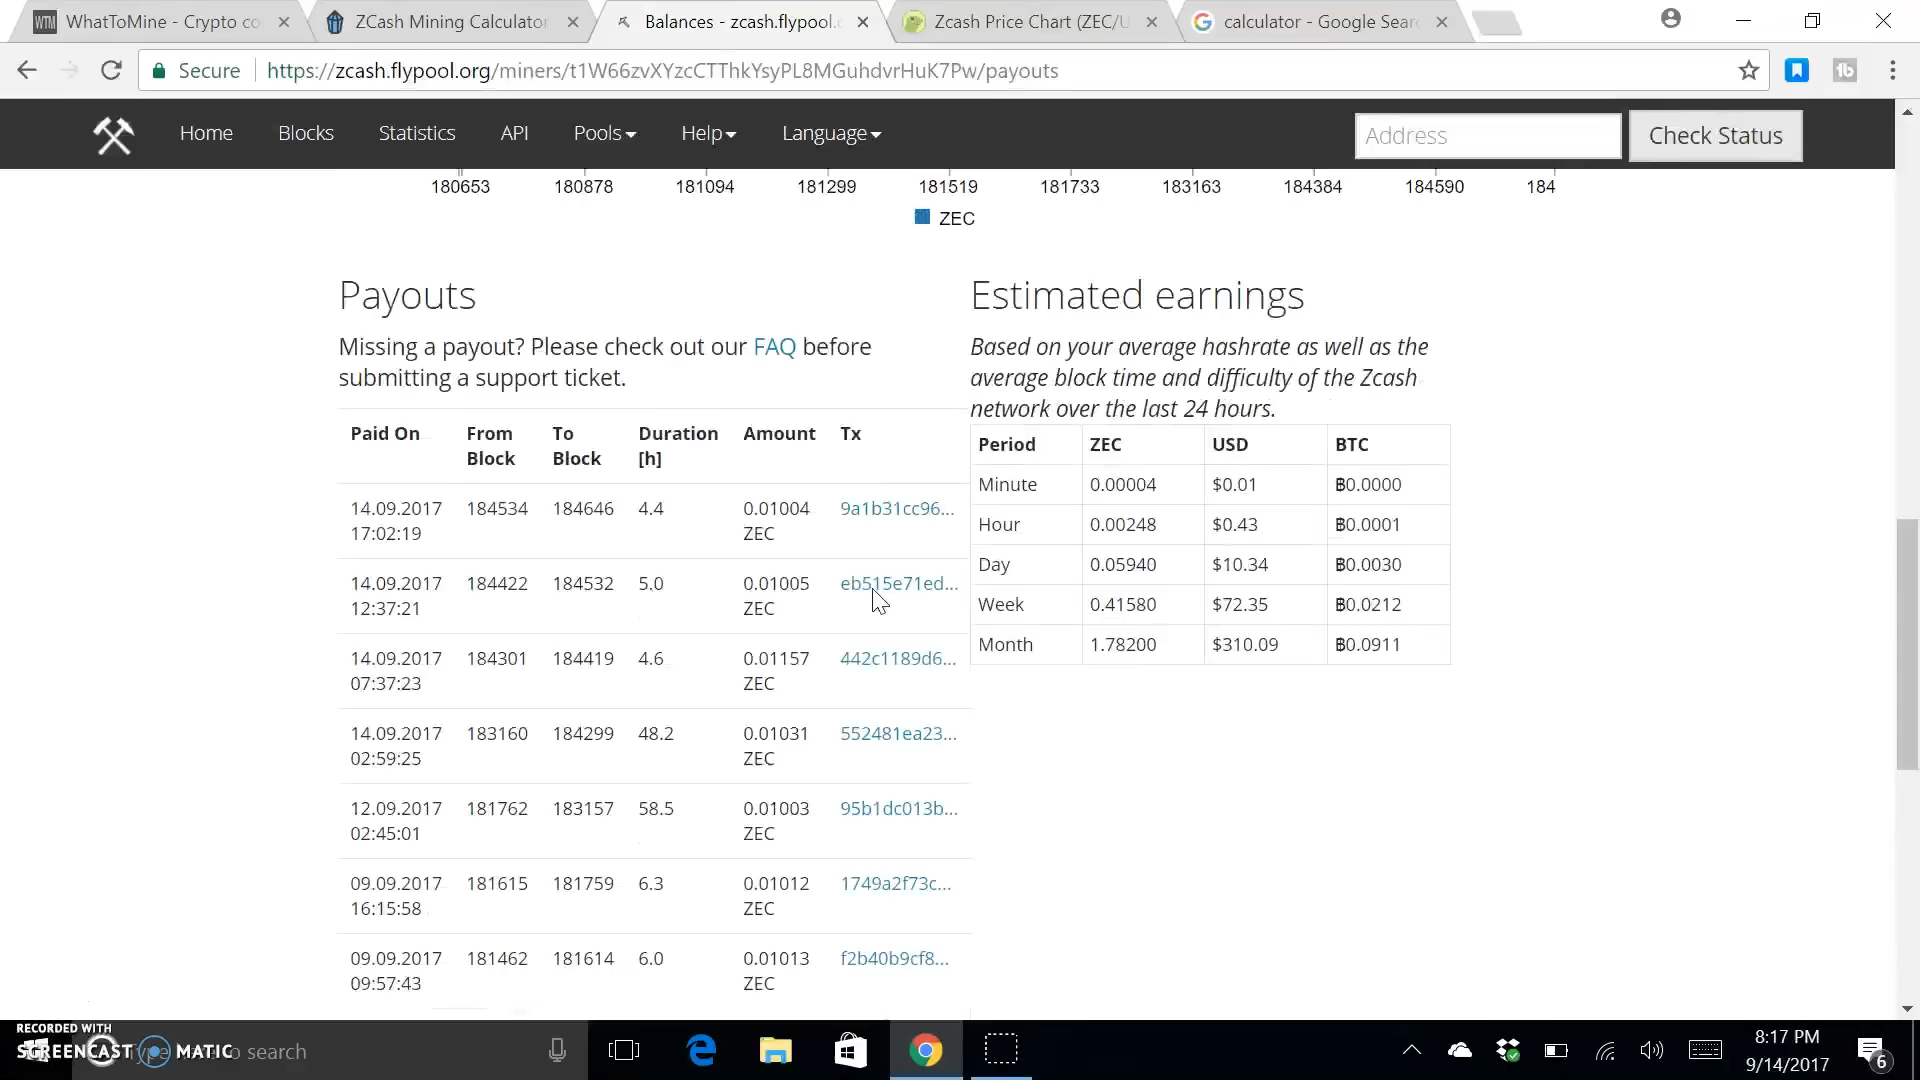 WTM WhatToMine - Crypto co
ZCash Mining Calculator
Balances - zcash.flypool.
Zcash Price Chart (ZEC/U
calculator - Google Sear
Secure https://zcash.flypool.org/miners/t1W66zvXYzcCTThkYsyPL8MGuhdvrHuK7Pw/payouts
Home Blocks Statistics API Pools Help Language Address Check Status
180653 180878 181094 181299 181519 181733 183163 184384 184590 184
ZEC
Payouts
Missing a payout? Please check out our FAQ before
submitting a support ticket.
Paid On From Block To Block Duration [h] Amount Tx
14.09.2017 17:02:19 184534 184646 4.4 0.01004 ZEC 9a1b31cc96...
14.09.2017 12:37:21 184422 184532 5.0 0.01005 ZEC eb515e71ed...
14.09.2017 07:37:23 184301 184419 4.6 0.01157 ZEC 442c1189d6...
14.09.2017 02:59:25 183160 184299 48.2 0.01031 ZEC 552481ea23...
12.09.2017 02:45:01 181762 183157 58.5 0.01003 ZEC 95b1dc013b...
09.09.2017 16:15:58 181615 181759 6.3 0.01012 ZEC 1749a2f73c...
09.09.2017 09:57:43 181462 181614 6.0 0.01013 ZEC f2b40b9cf8...
Estimated earnings
Based on your average hashrate as well as the
average block time and difficulty of the Zcash
network over the last 24 hours.
Period ZEC USD BTC
Minute 0.00004 $0.01 ฿0.0000
Hour 0.00248 $0.43 ฿0.0001
Day 0.05940 $10.34 ฿0.0030
Week 0.41580 $72.35 ฿0.0212
Month 1.78200 $310.09 ฿0.0911
RECORDED WITH
SCREENCAST MATIC
to search
8:17 PM
9/14/2017
6